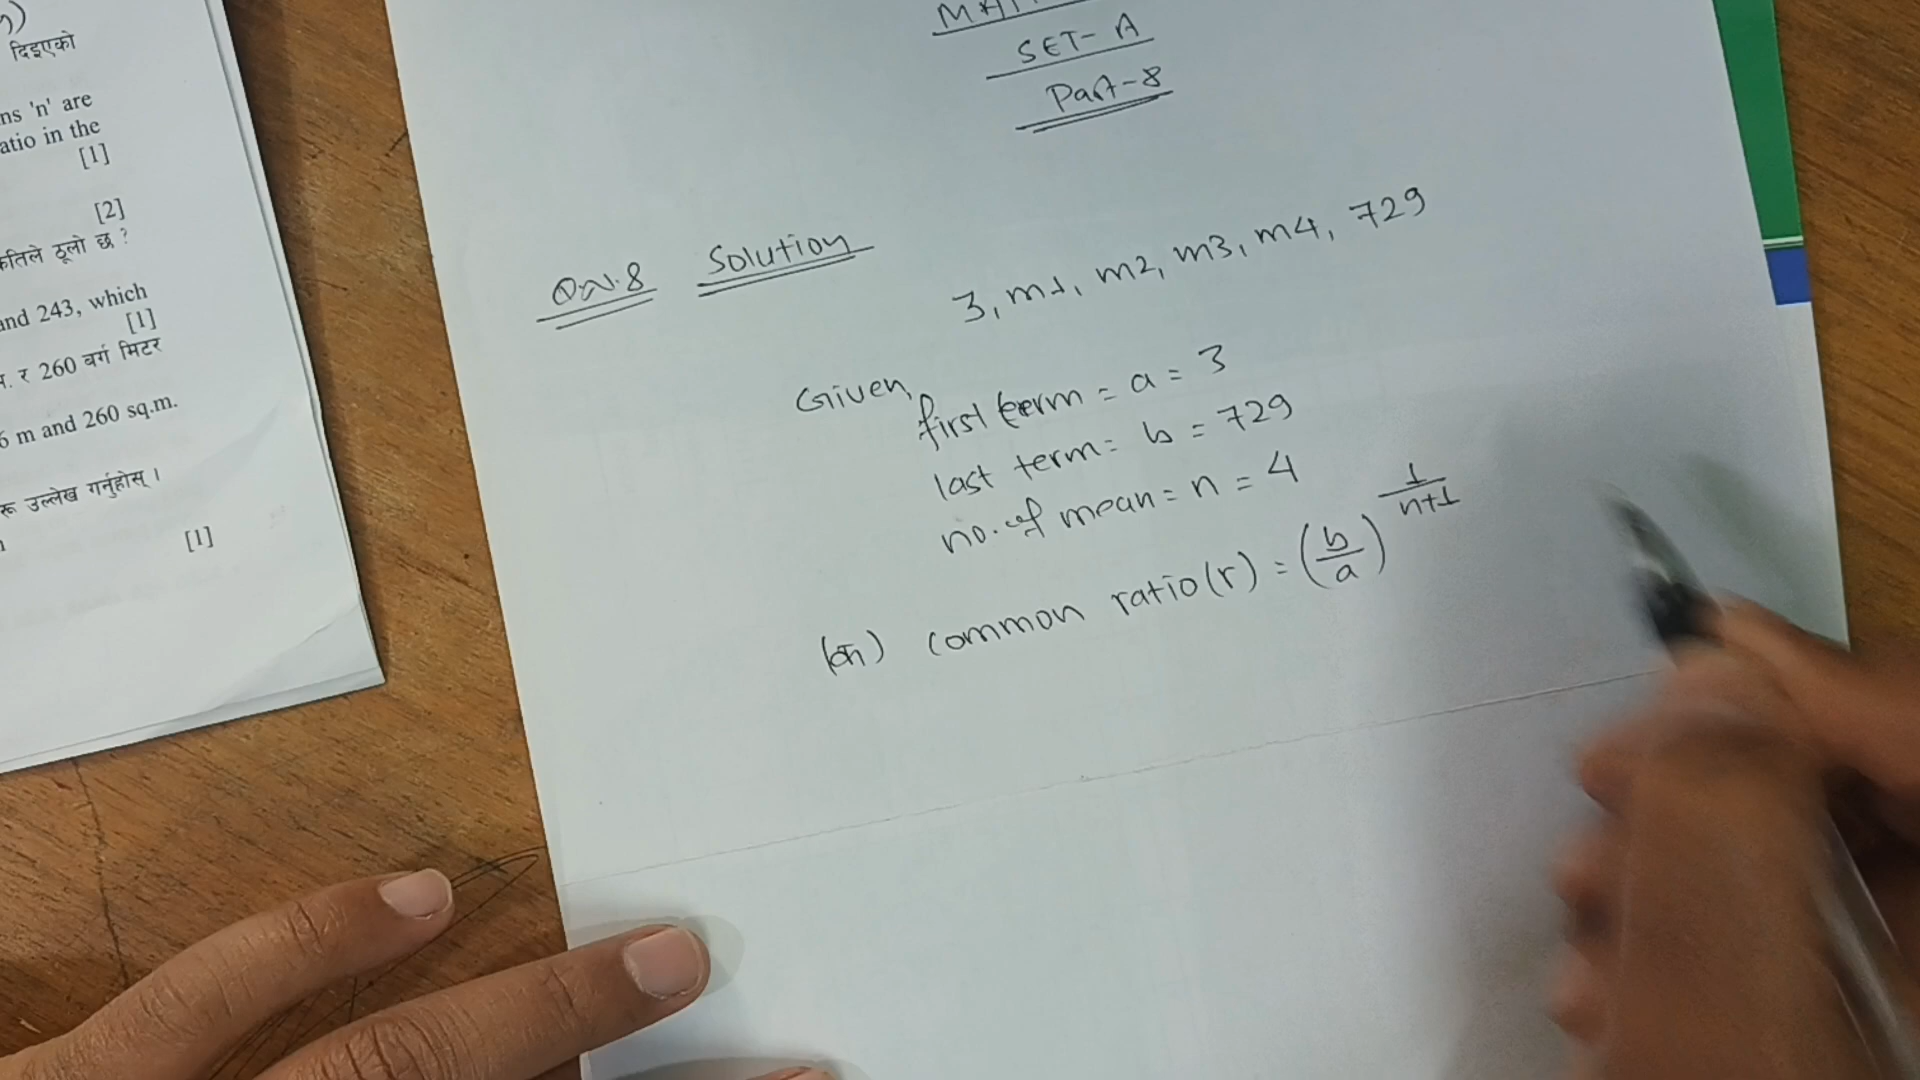 दिइएको
ns 'n' are
atio in the
[1]
[2]
कतिले ठूलो छ ?
and 243, which
[1]
र 260 वर्ग मिटर
6 m and 260 sq.m.
उल्लेख गर्नुहोस् ।
[1]
SET- A
Part-8
Q.N.8 Solution
3, m1, m2, m3, m4, 729
Given,
first term = a = 3
last term = b = 729
no. of mean = n = 4
(क) common ratio(r) = (b/a)^1/n+1